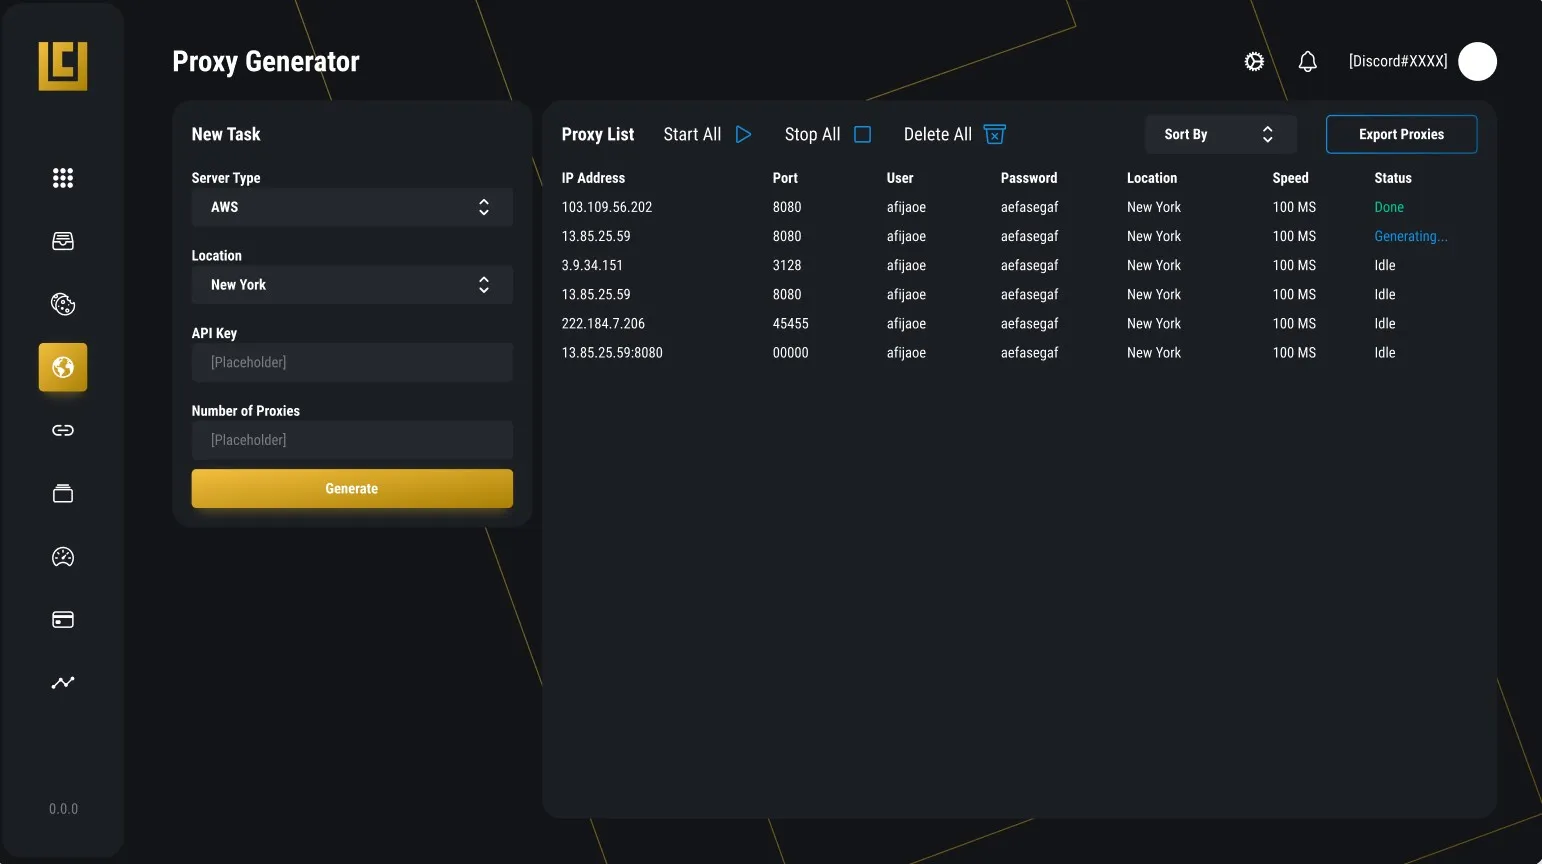 Proxy Generator
[Discord#XXXX]
New Task
Server Type
AWS
Location
New York
API Key
[Placeholder]
Number of Proxies
[Placeholder]
Generate
Proxy List Start All Stop All Delete All Sort By Export Proxies
IP Address Port User Password Location Speed Status
103.109.56.202 8080 afijaoe aefasegaf New York 100 MS Done
13.85.25.59 8080 afijaoe aefasegaf New York 100 MS Generating...
3.9.34.151 3128 afijaoe aefasegaf New York 100 MS Idle
13.85.25.59 8080 afijaoe aefasegaf New York 100 MS Idle
222.184.7.206 45455 afijaoe aefasegaf New York 100 MS Idle
13.85.25.59:8080 00000 afijaoe aefasegaf New York 100 MS Idle
0.0.0